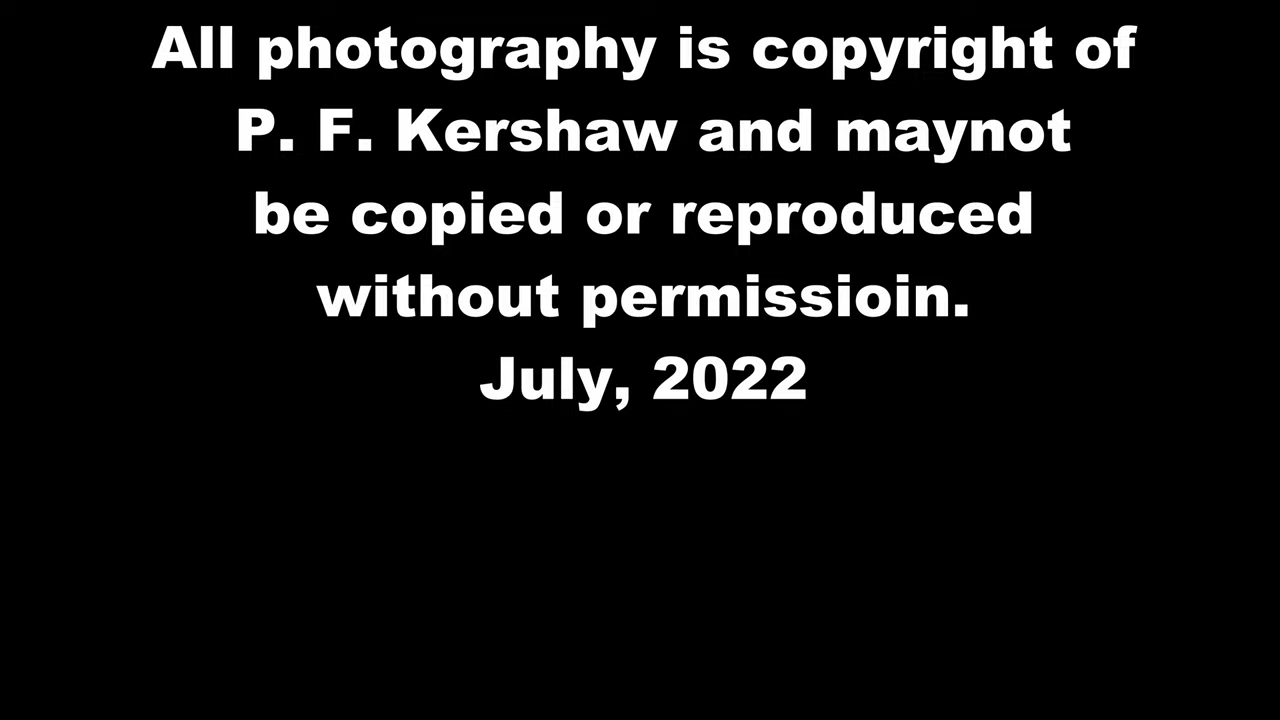 All photography is copyright of
P. F. Kershaw and maynot
be copied or reproduced
without permissioin.
July, 2022